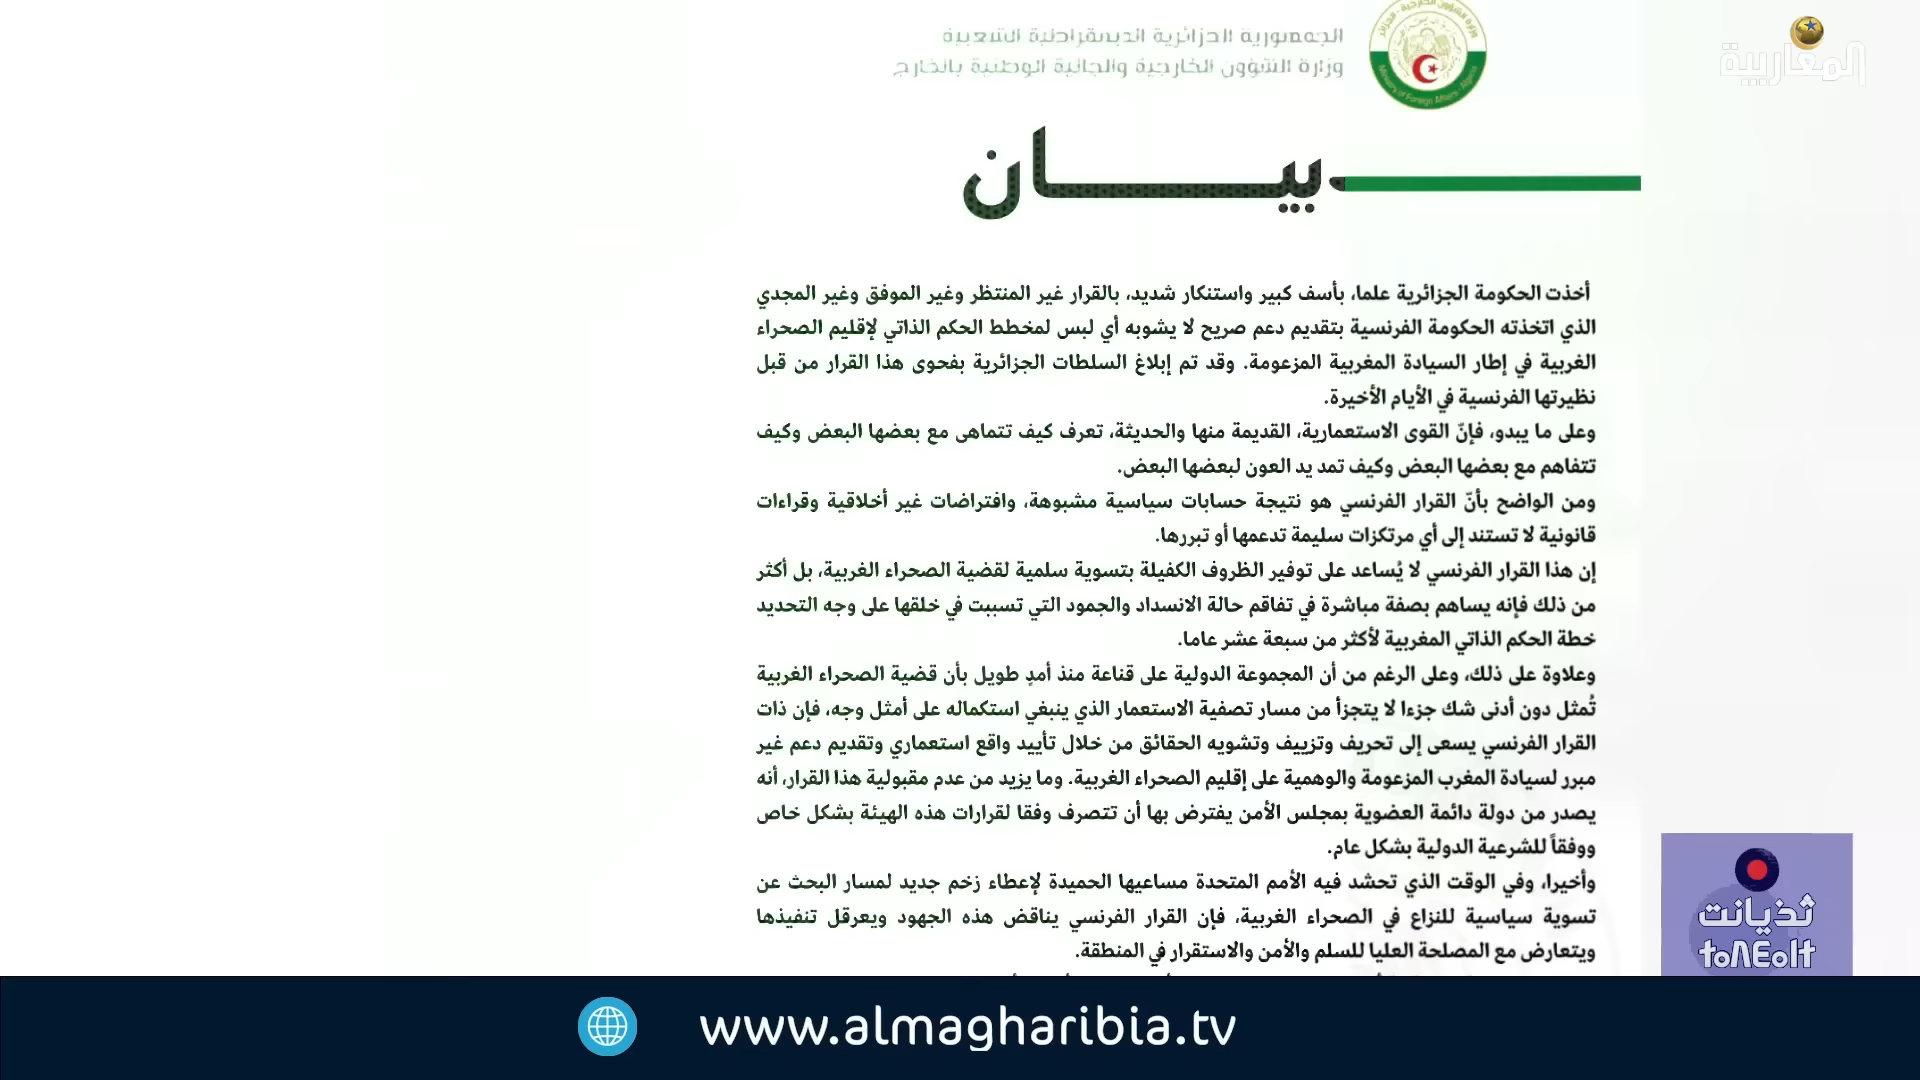 الجمهورية الجزائرية الديمقراطية الشعبية
وزارة الشؤون الخارجية والجالية الوطنية بالخارج
Ministry of Foreign Affairs - Algeria
المغاربية
بيـــــان
أخذت الحكومة الجزائرية علما، بأسف كبير واستنكار شديد، بالقرار غير المنتظر وغير الموفق وغير المجدي
الذي اتخذته الحكومة الفرنسية بتقديم دعم صريح لا يشوبه أي لبس لمخطط الحكم الذاتي لإقليم الصحراء
الغربية في إطار السيادة المغربية المزعومة. وقد تم إبلاغ السلطات الجزائرية بفحوى هذا القرار من قبل
نظيرتها الفرنسية في الأيام الأخيرة.
وعلى ما يبدو، فإنّ القوى الاستعمارية، القديمة منها والحديثة، تعرف كيف تتماهى مع بعضها البعض وكيف
تتفاهم مع بعضها البعض وكيف تمد يد العون لبعضها البعض.
ومن الواضح بأنّ القرار الفرنسي هو نتيجة حسابات سياسية مشبوهة، وافتراضات غير أخلاقية وقراءات
قانونية لا تستند إلى أي مرتكزات سليمة تدعمها أو تبررها.
إن هذا القرار الفرنسي لا يُساعد على توفير الظروف الكفيلة بتسوية سلمية لقضية الصحراء الغربية، بل أكثر
من ذلك فإنه يساهم بصفة مباشرة في تفاقم حالة الانسداد والجمود التي تسببت في خلقها على وجه التحديد
خطة الحكم الذاتي المغربية لأكثر من سبعة عشر عاما.
وعلاوة على ذلك، وعلى الرغم من أن المجموعة الدولية على قناعة منذ أمدٍ طويل بأن قضية الصحراء الغربية
تُمثل دون أدنى شك جزءا لا يتجزأ من مسار تصفية الاستعمار الذي ينبغي استكماله على أمثل وجه، فإن ذات
القرار الفرنسي يسعى إلى تحريف وتزييف وتشويه الحقائق من خلال تأييد واقع استعماري وتقديم دعم غير
مبرر لسيادة المغرب المزعومة والوهمية على إقليم الصحراء الغربية. وما يزيد من عدم مقبولية هذا القرار، أنه
يصدر من دولة دائمة العضوية بمجلس الأمن يفترض بها أن تتصرف وفقا لقرارات هذه الهيئة بشكل خاص
ووفقاً للشرعية الدولية بشكل عام.
وأخيرا، وفي الوقت الذي تحشد فيه الأمم المتحدة مساعيها الحميدة لإعطاء زخم جديد لمسار البحث عن
تسوية سياسية للنزاع في الصحراء الغربية، فإن القرار الفرنسي يناقض هذه الجهود ويعرقل تنفيذها
ويتعارض مع المصلحة العليا للسلم والأمن والاستقرار في المنطقة.
www.almagharibia.tv